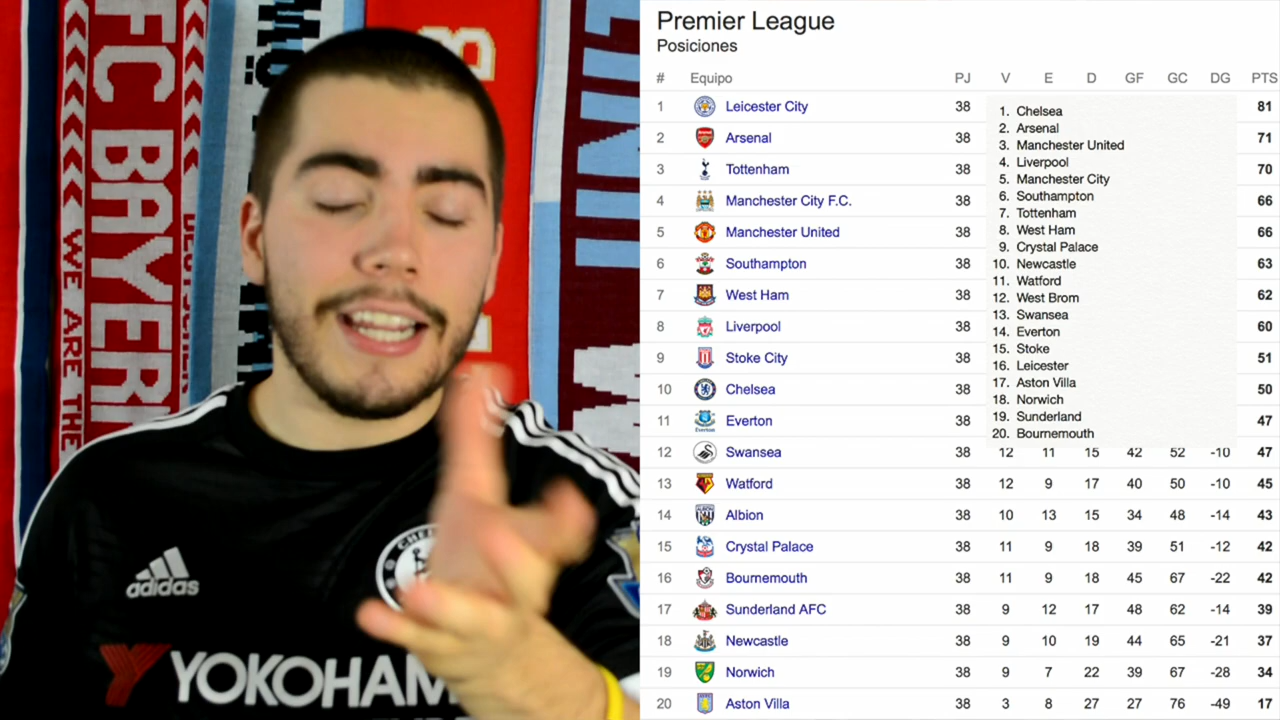 FC BAYERN
WE ARE THE
adidas
CHEL
YOKOHAM
Premier League
Posiciones
# Equipo PJ V E D GF GC DG PTS
1 Leicester City 38 81
2 Arsenal 38 71
3 Tottenham 38 70
4 Manchester City F.C. 38 66
5 Manchester United 38 66
6 Southampton 38 63
7 West Ham 38 62
8 Liverpool 38 60
9 Stoke City 38 51
10 Chelsea 38 50
11 Everton 38 47
12 Swansea 38 12 11 15 42 52 -10 47
13 Watford 38 12 9 17 40 50 -10 45
14 Albion 38 10 13 15 34 48 -14 43
15 Crystal Palace 38 11 9 18 39 51 -12 42
16 Bournemouth 38 11 9 18 45 67 -22 42
17 Sunderland AFC 38 9 12 17 48 62 -14 39
18 Newcastle 38 9 10 19 44 65 -21 37
19 Norwich 38 9 7 22 39 67 -28 34
20 Aston Villa 38 3 8 27 27 76 -49 17
1. Chelsea
2. Arsenal
3. Manchester United
4. Liverpool
5. Manchester City
6. Southampton
7. Tottenham
8. West Ham
9. Crystal Palace
10. Newcastle
11. Watford
12. West Brom
13. Swansea
14. Everton
15. Stoke
16. Leicester
17. Aston Villa
18. Norwich
19. Sunderland
20. Bournemouth